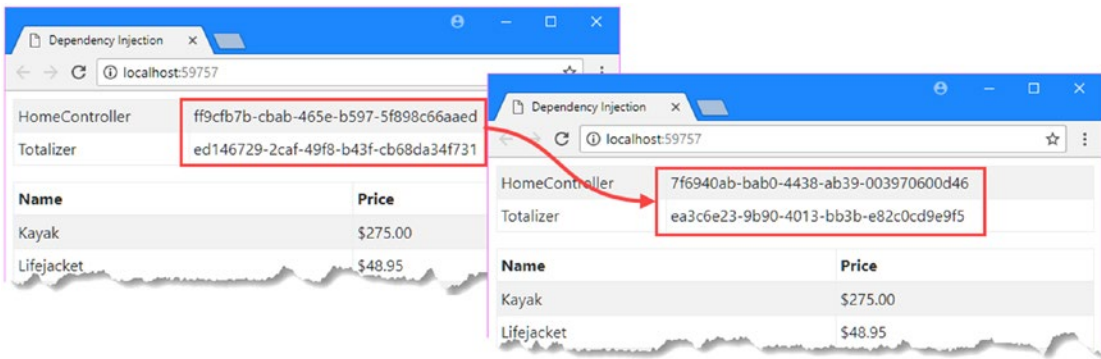 Dependency Injection
localhost:59757
HomeController ff9cfb7b-cbab-465e-b597-5f898c66aaed
Totalizer ed146729-2caf-49f8-b43f-cb68da34f731
Name Price
Kayak $275.00
Lifejacket $48.95
Dependency Injection
localhost:59757
HomeController 7f6940ab-bab0-4438-ab39-003970600d46
Totalizer ea3c6e23-9b90-4013-bb3b-e82c0cd9e9f5
Name Price
Kayak $275.00
Lifejacket $48.95